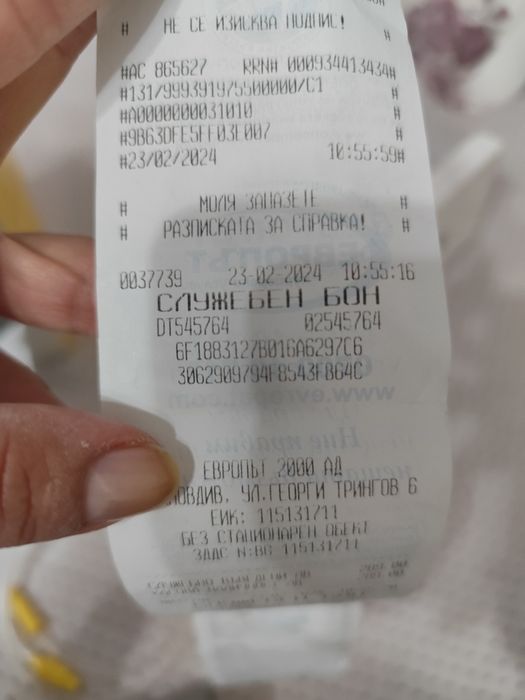 # НЕ СЕ ИЗИСКВА ПОДПИС! #
#AC 865627 RRN# 000934413434#
#131/999391975500000/C1 #
#A0000000031010 #
#9B63DFE5FF03E007 #
#23/02/2024 10:55:59#
# МОЛЯ ЗАПАЗЕТЕ #
# РАЗПИСКАТА ЗА СПРАВКА! #
0037739 23-02-2024 10:55:16
СЛУЖЕБЕН БОН
DT545764 02545764
6F1883127B016A6297C6
3062909794F8543FB64C
ЕВРОПЪТ 2000 АД
ЛОВДИВ, УЛ.ГЕОРГИ ТРИНГОВ 6
ЕИК: 115131711
БЕЗ СТАЦИОНАРЕН ОБЕКТ
ЗДДС N:BG 115131711